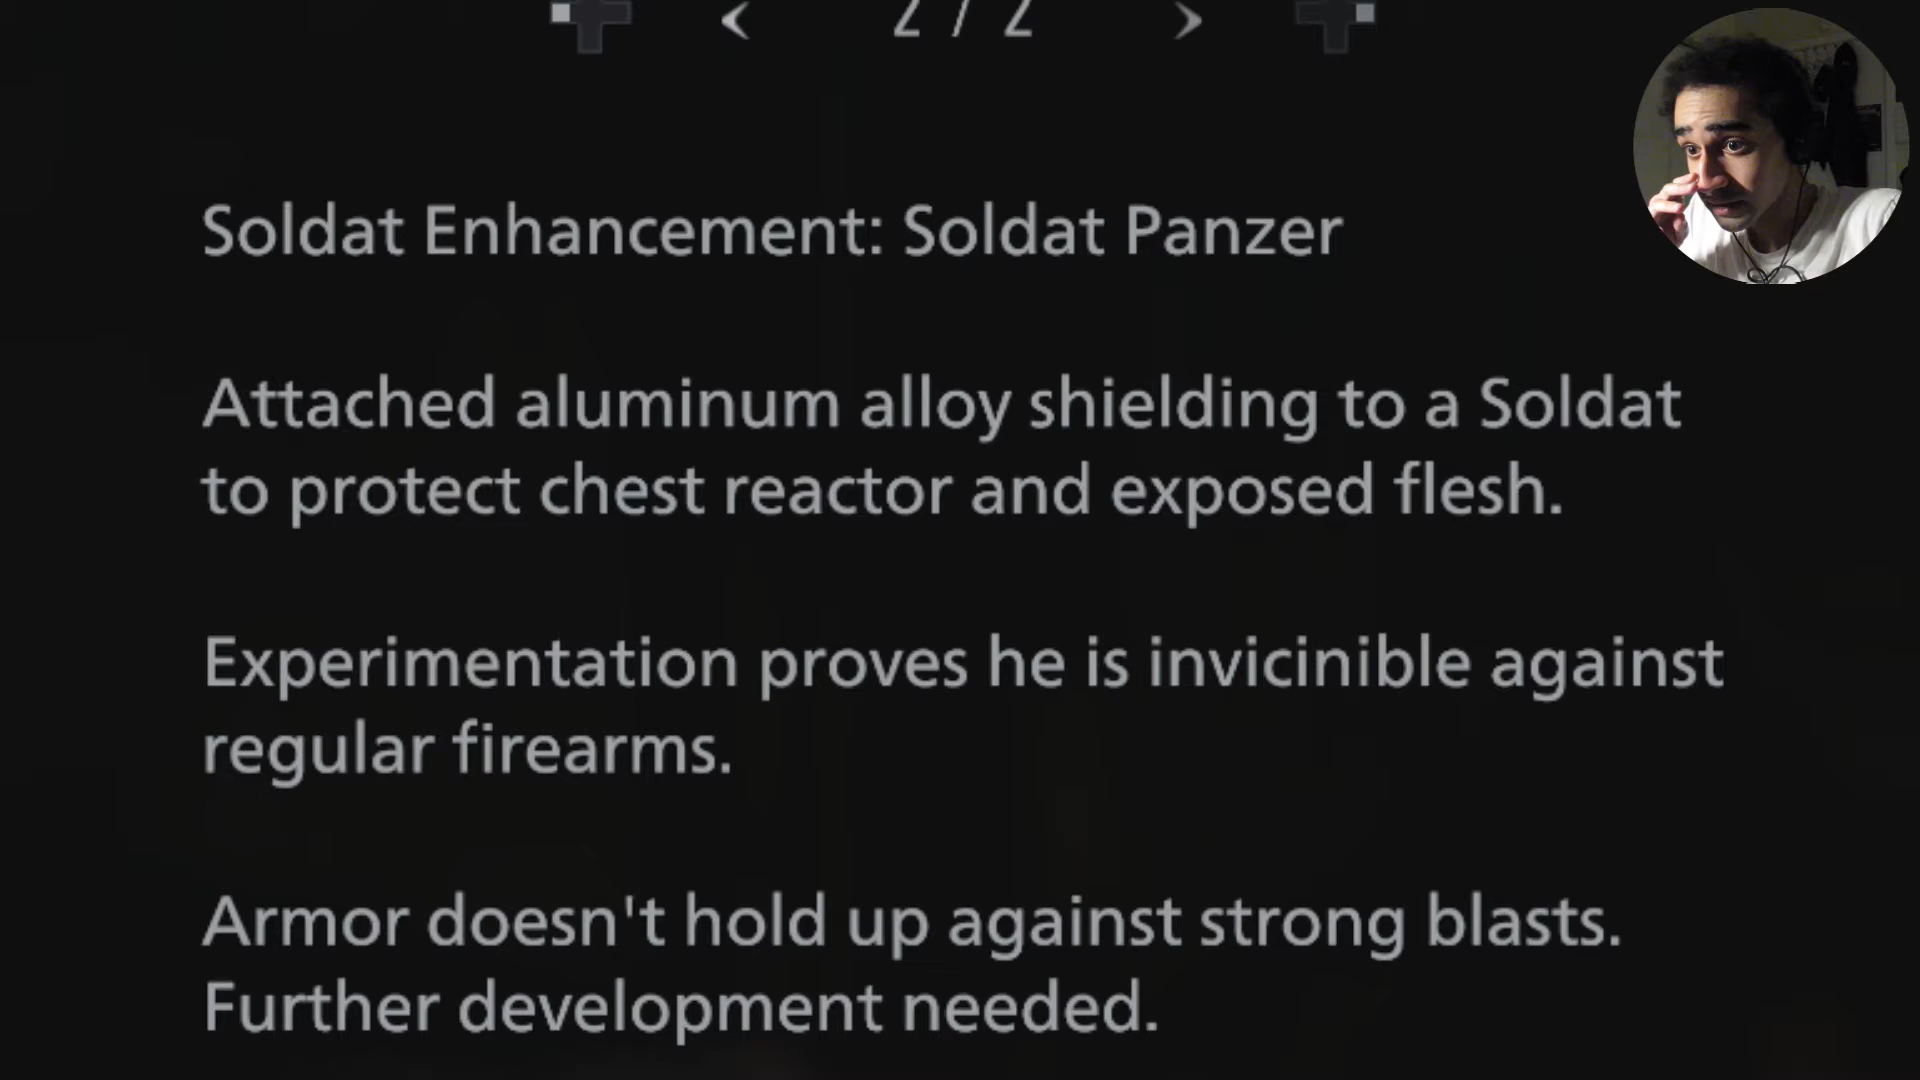 < 2 / 2 >
Soldat Enhancement: Soldat Panzer
Attached aluminum alloy shielding to a Soldat
to protect chest reactor and exposed flesh.
Experimentation proves he is invicinible against
regular firearms.
Armor doesn't hold up against strong blasts.
Further development needed.